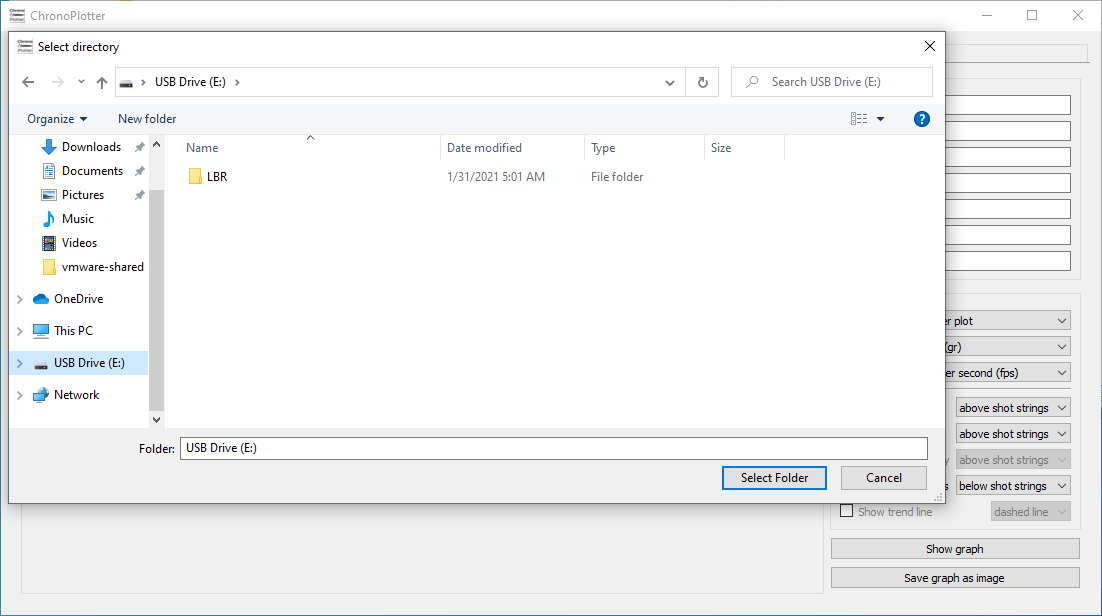 ChronoPlotter
Select directory
USB Drive (E:)
Search USB Drive (E:)
Organize
New folder
Name
Date modified
Type
Size
LBR
1/31/2021 5:01 AM
File folder
Downloads
Documents
Pictures
Music
Videos
vmware-shared
OneDrive
This PC
USB Drive (E:)
Network
Folder:
USB Drive (E:)
Select Folder
Cancel
er plot
(gr)
er second (fps)
above shot strings
above shot strings
y
above shot strings
s
below shot strings
Show trend line
dashed line
Show graph
Save graph as image